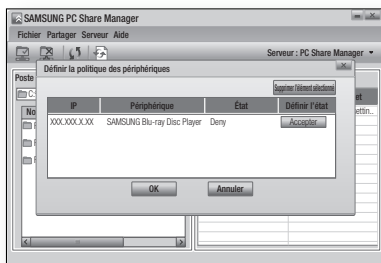 SAMSUNG PC Share Manager
Fichier Partager Serveur Aide
Serveur : PC Share Manager
Définir la politique des périphériques
Poste
Supprimer l'élément sélectionné
C:
IP Périphérique État Définir l'état
XXX.XXX.X.XX SAMSUNG Blu-ray Disc Player Deny Accepter
OK Annuler